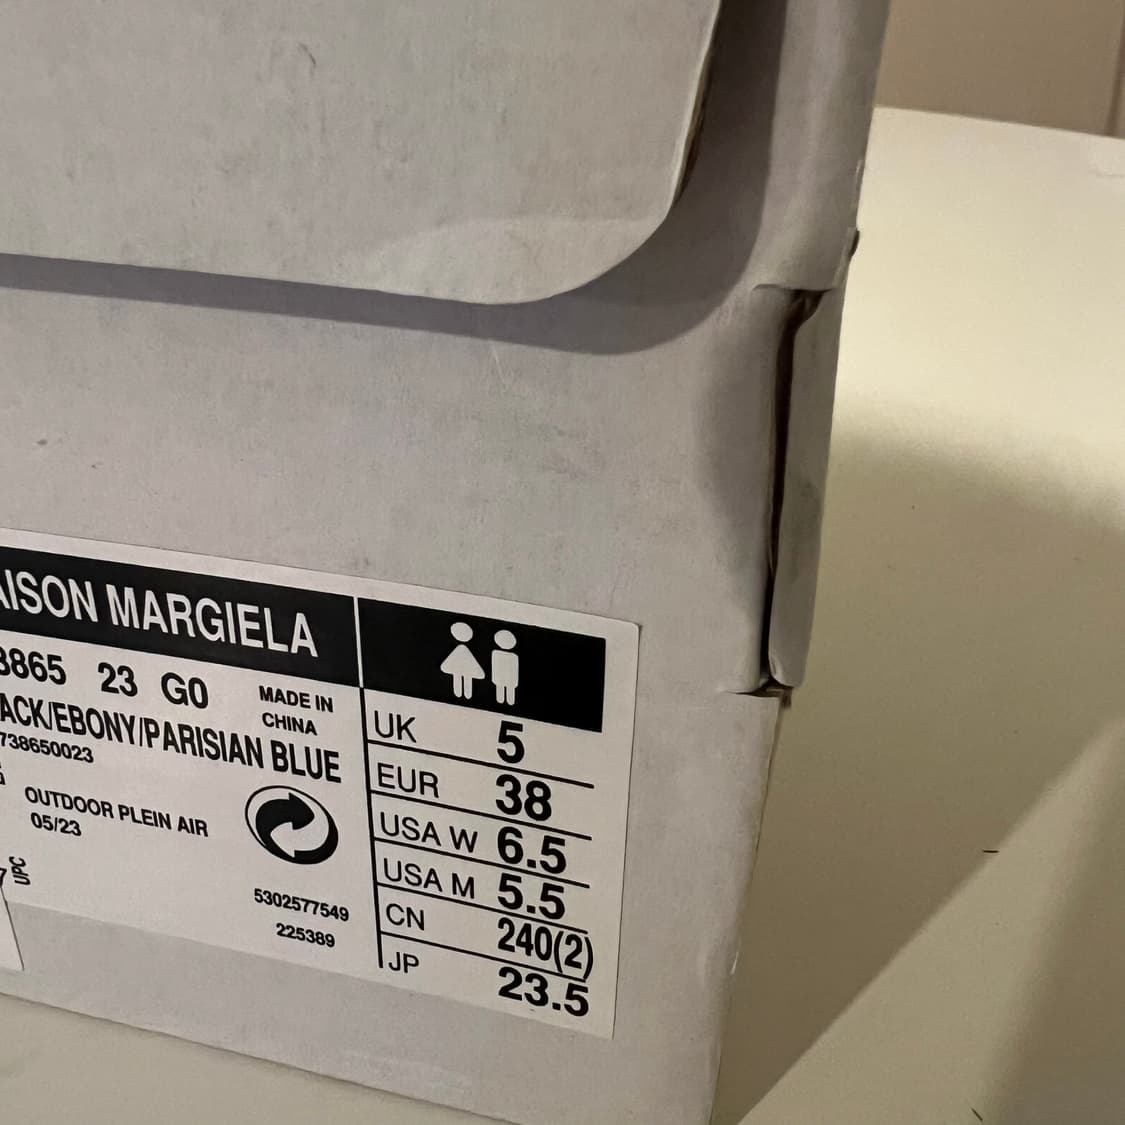 AISON MARGIELA
3865 23 GO
MADE IN
CHINA
ACK/EBONY/PARISIAN BLUE
738650023
OUTDOOR PLEIN AIR
05/23
UPC
5302577549
225389
UK 5
EUR 38
USA W 6.5
USA M 5.5
CN 240(2)
JP 23.5